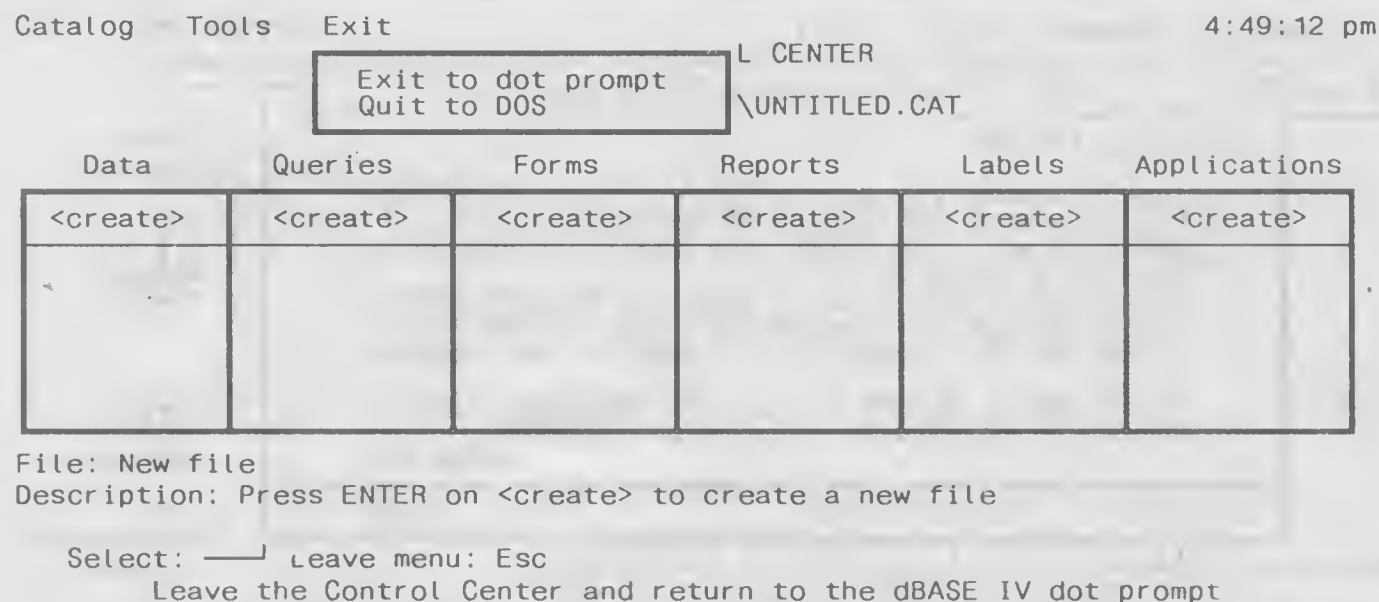 Catalog Tools Exit 4:49:12 pm
L CENTER
Exit to dot prompt
Quit to DOS \UNTITLED.CAT
Data Queries Forms Reports Labels Applications
<create> <create> <create> <create> <create> <create>
File: New file
Description: Press ENTER on <create> to create a new file
Select: Leave menu: Esc
Leave the Control Center and return to the dBASE IV dot prompt